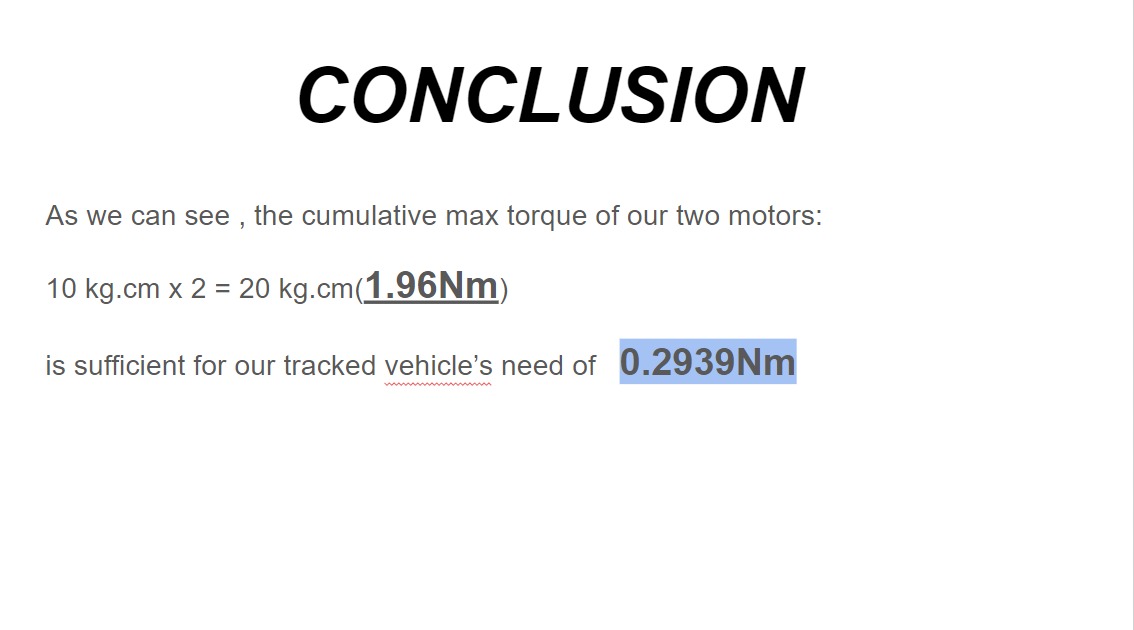 CONCLUSION
As we can see , the cumulative max torque of our two motors:
10 kg.cm x 2 = 20 kg.cm(1.96Nm)
is sufficient for our tracked vehicle’s need of 0.2939Nm